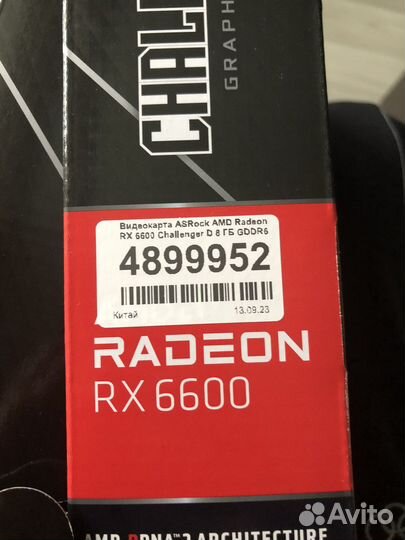 CHALL
GRAPH
Видеокарта ASRock AMD Radeon
RX 6600 Challenger D 8 ГБ GDDR6
4899952
Китай 13.09.23
RADEON
RX 6600
AMD RDNA™ 2 ARCHITECTURE
Avito